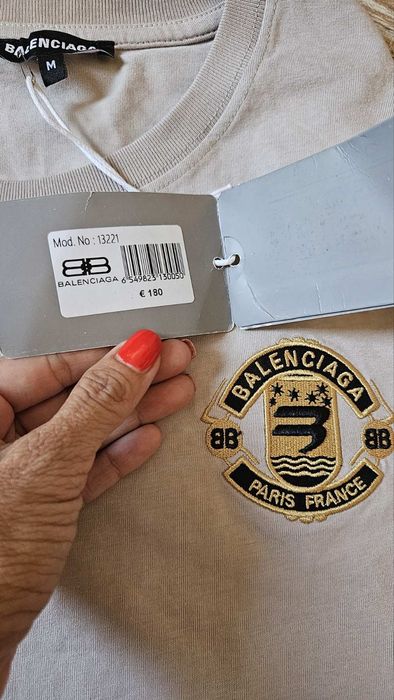 BALENCIAGA
M
Mod. No : 13221
BB
BALENCIAGA
6 549823 130050
€ 180
BALENCIAGA
BB
B
BB
PARIS FRANCE